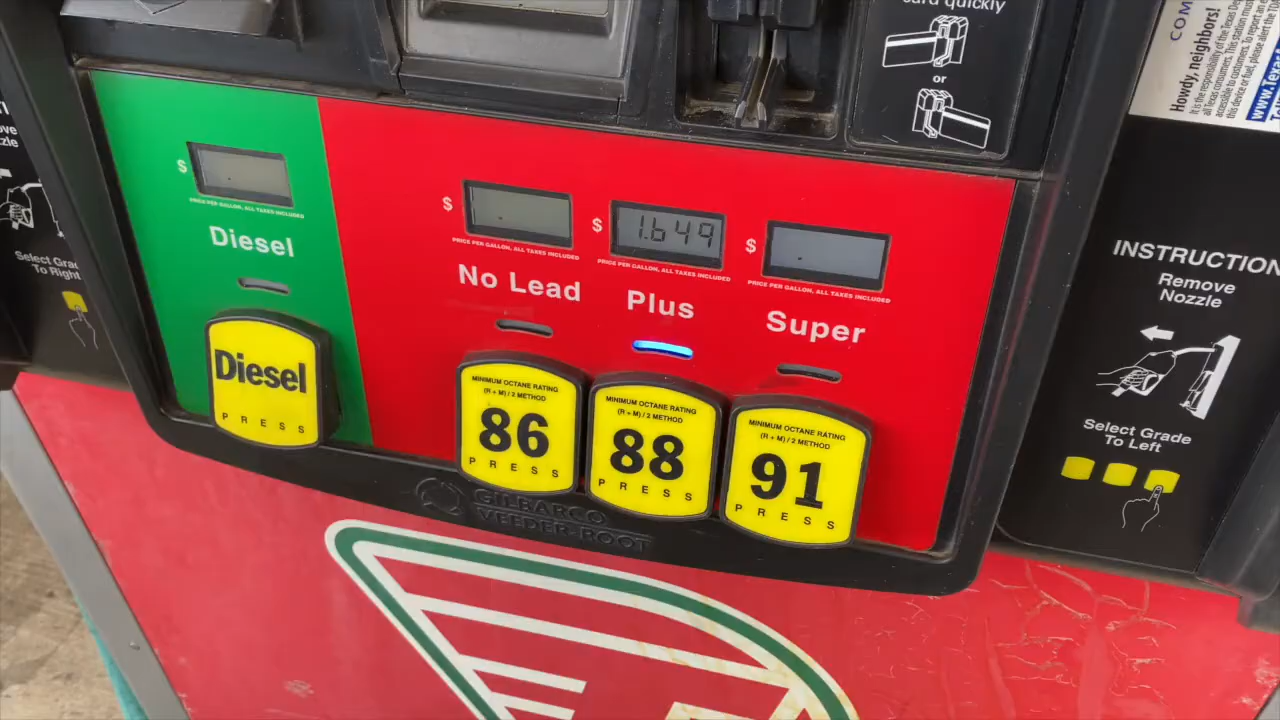 card quickly
or
COM
Howdy, neighbors!
$
PRICE PER GALLON, ALL TAXES INCLUDED
Diesel
$
PRICE PER GALLON, ALL TAXES INCLUDED
No Lead
$ 1.649
PRICE PER GALLON, ALL TAXES INCLUDED
Plus
$
PRICE PER GALLON, ALL TAXES INCLUDED
Super
Diesel
PRESS
MINIMUM OCTANE RATING
(R + M) / 2 METHOD
86
PRESS
MINIMUM OCTANE RATING
(R + M) / 2 METHOD
88
PRESS
MINIMUM OCTANE RATING
(R + M) / 2 METHOD
91
PRESS
GILBARCO
VEEDER-ROOT
Remove
Select Grade
To Right
INSTRUCTION
Remove
Nozzle
Select Grade
To Left